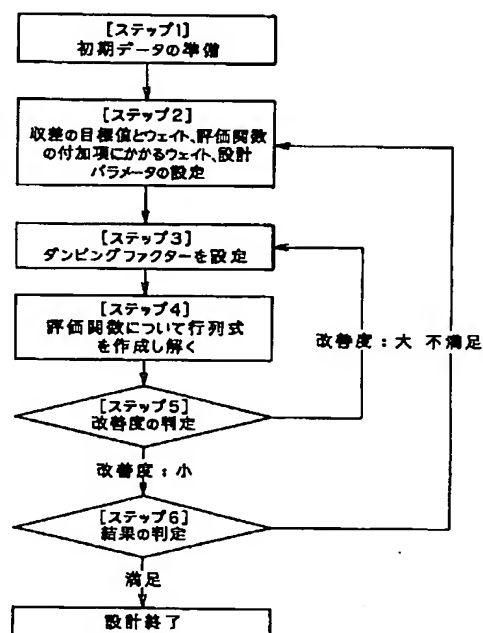 [ステップ1]
初期データの準備
[ステップ2]
収差の目標値とウェイト、評価関数
の付加項にかかるウェイト、設計
パラメータの設定
[ステップ3]
ダンピングファクターを設定
[ステップ4]
評価関数について行列式
を作成し解く
改善度:大 不満足
[ステップ5]
改善度の判定
改善度:小
[ステップ6]
結果の判定
満足
設計終了